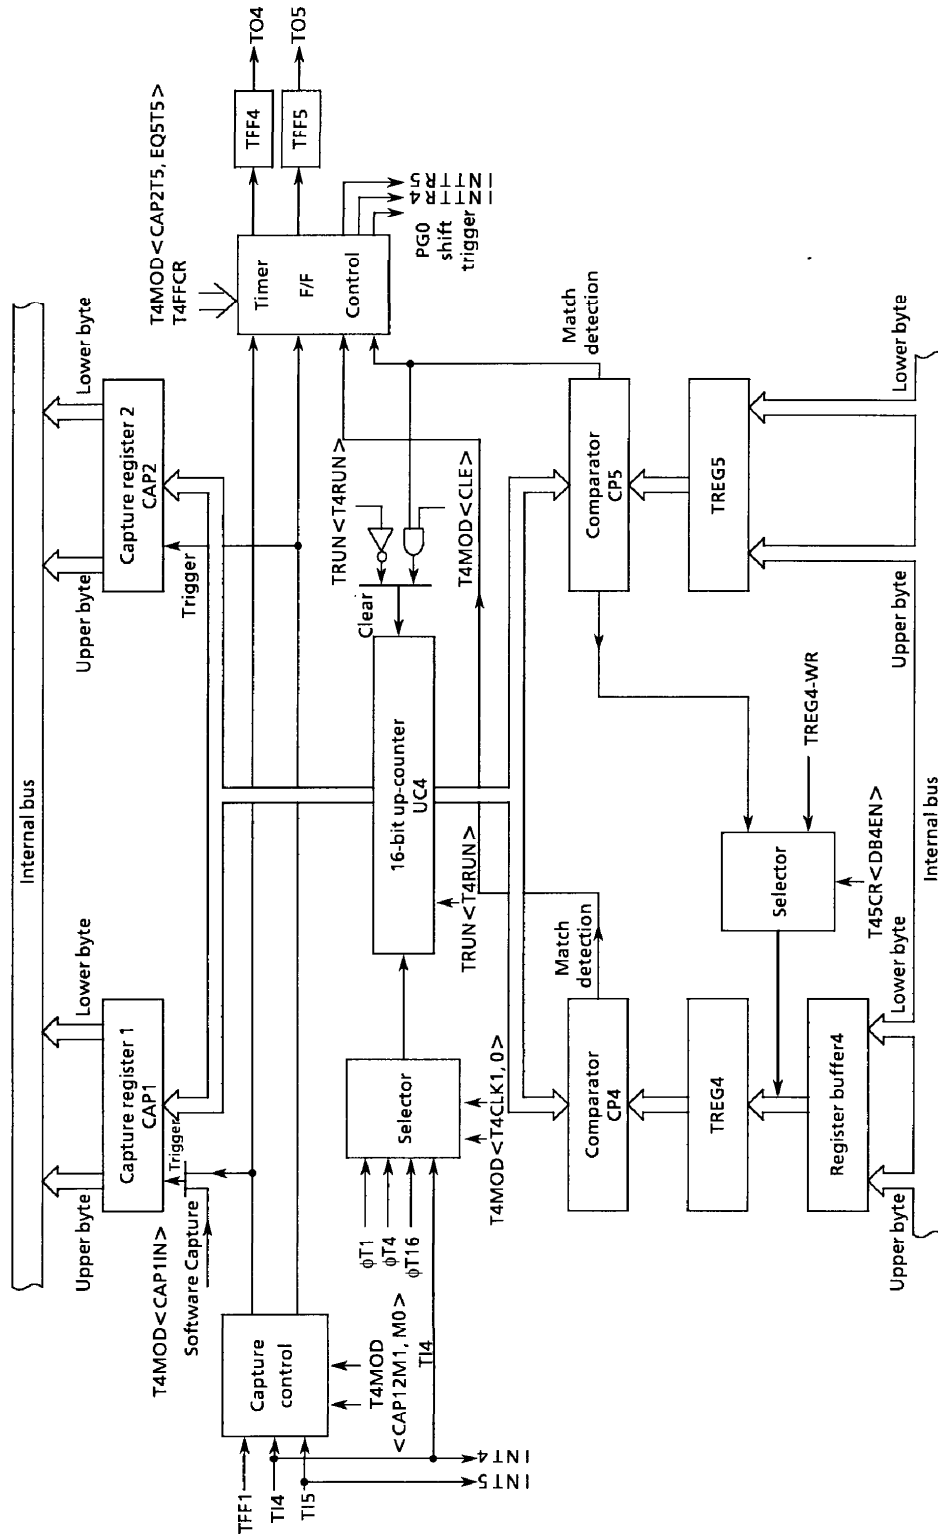 Internal bus
Upper byte
Lower byte
Upper byte
Lower byte
Capture register 1
CAP1
Capture register 2
CAP2
T4MOD<CAP1IN>
Software Capture
Trigger
Trigger
T4MOD<CAP2T5, EQ5T5>
T4FFCR
TFF1
TI4
TI5
Capture
control
T4MOD
<CAP12M1, M0>
INT4
INT5
TI4
Timer
F/F
Control
TFF4
TO4
TFF5
TO5
INTTR5
INTTR4
PG0
shift
trigger
ϕT1
ϕT4
ϕT16
Selector
T4MOD<T4CLK1, 0>
16-bit up-counter
UC4
TRUN<T4RUN>
Clear
TRUN<T4RUN>
T4MOD<CLE>
Match
detection
Match
detection
Comparator
CP4
Comparator
CP5
TREG4
TREG5
Register buffer4
Selector
TREG4-WR
T45CR<DB4EN>
Upper byte
Lower byte
Upper byte
Lower byte
Internal bus